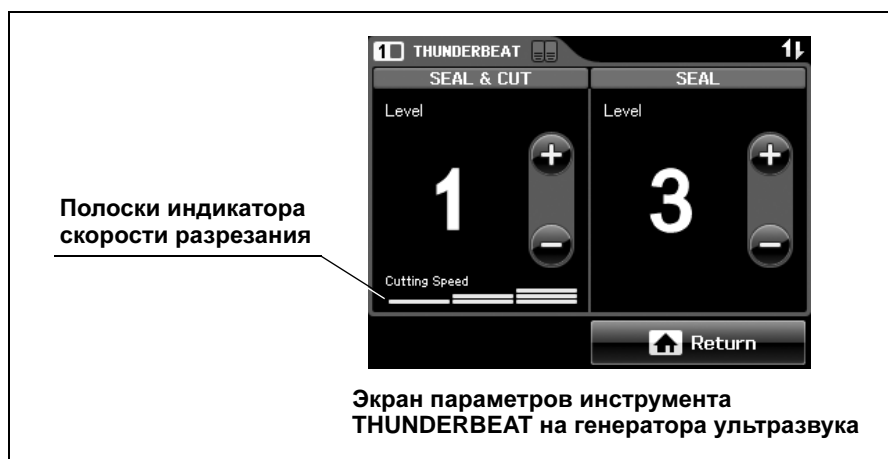 1 THUNDERBEAT 1
SEAL & CUT SEAL
Level Level
1 3
Cutting Speed
Return
Полоски индикатора
скорости разрезания
Экран параметров инструмента
THUNDERBEAT на генератора ультразвука